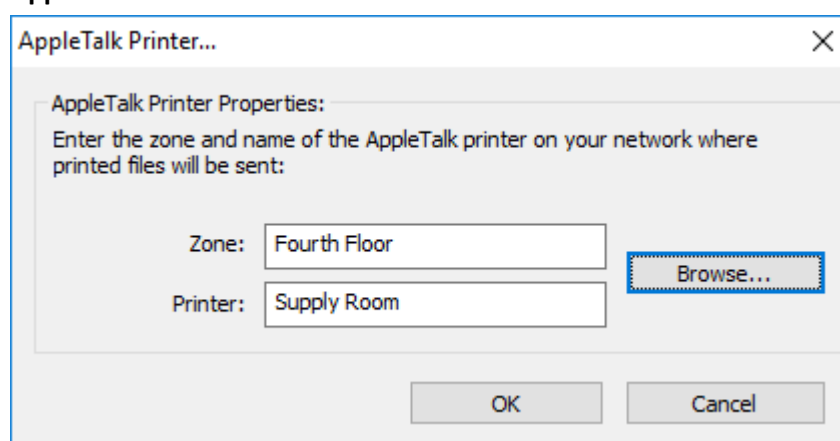 AppleTalk Printer...
AppleTalk Printer Properties:
Enter the zone and name of the AppleTalk printer on your network where
printed files will be sent:
Zone: Fourth Floor
Browse...
Printer: Supply Room
OK Cancel